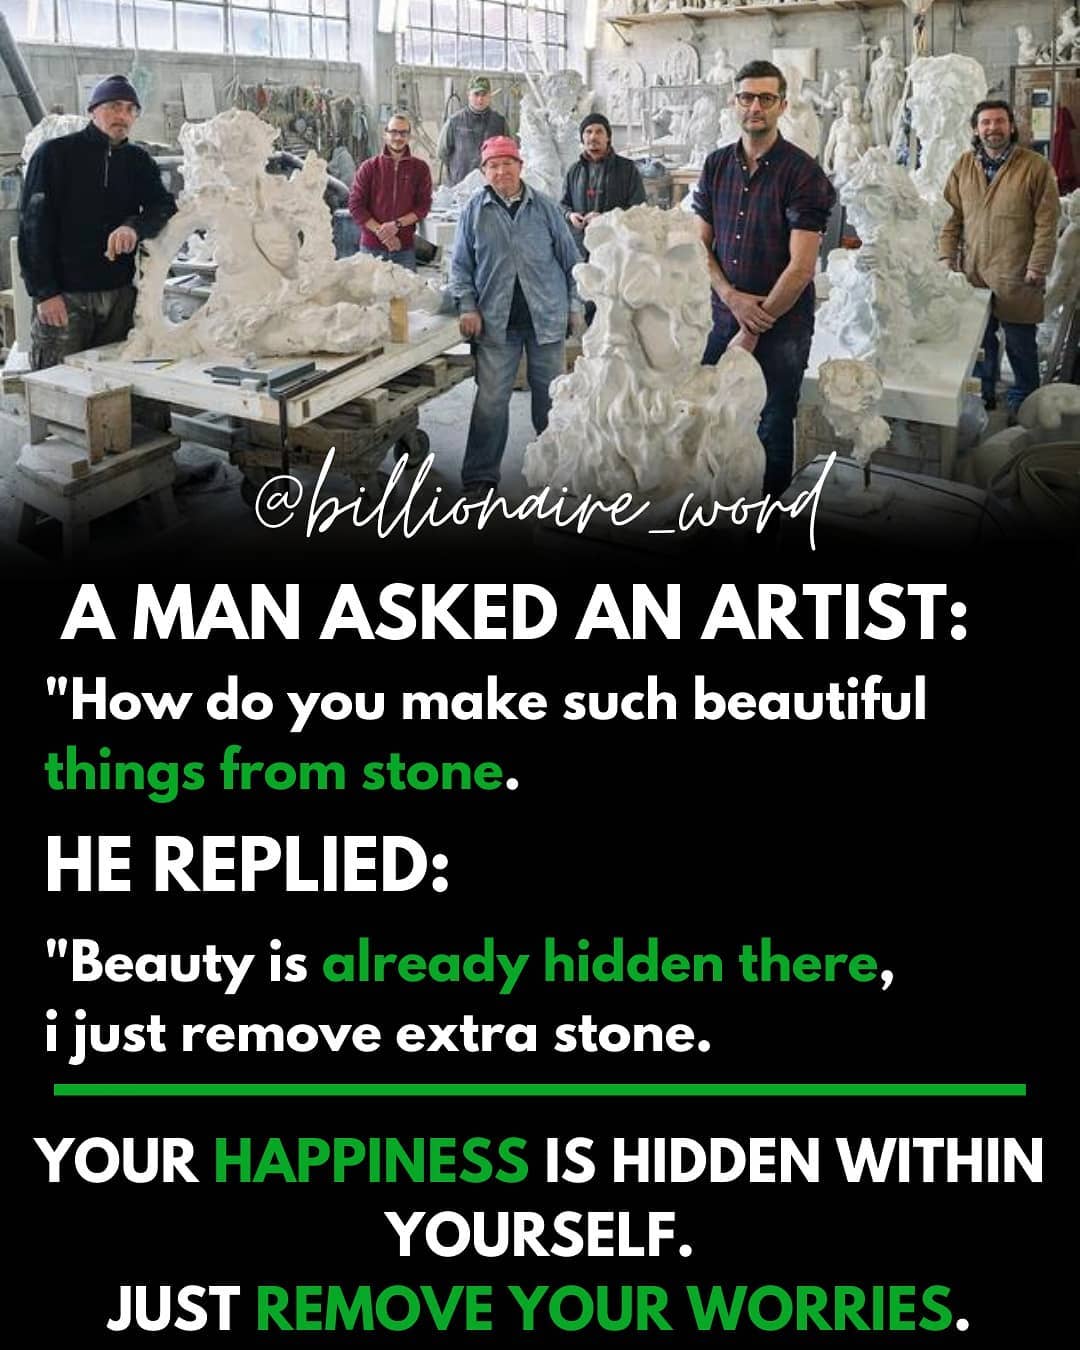 @billionaire_word
A MAN ASKED AN ARTIST:
"How do you make such beautiful
things from stone.
HE REPLIED:
"Beauty is already hidden there,
i just remove extra stone.
YOUR HAPPINESS IS HIDDEN WITHIN
YOURSELF.
JUST REMOVE YOUR WORRIES.